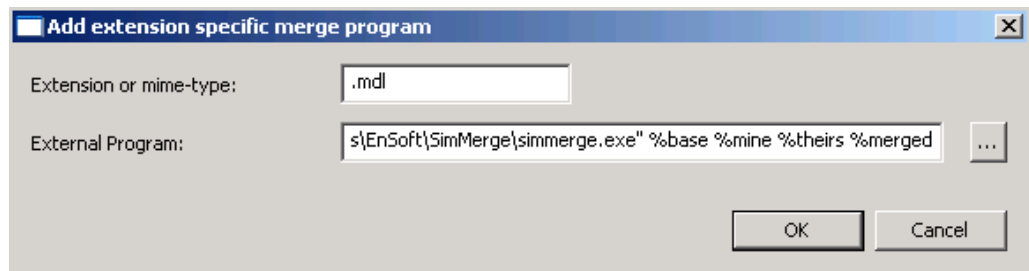 Add extension specific merge program
Extension or mime-type: .mdl
External Program: s\EnSoft\SimMerge\simmerge.exe" %base %mine %theirs %merged ...
OK Cancel